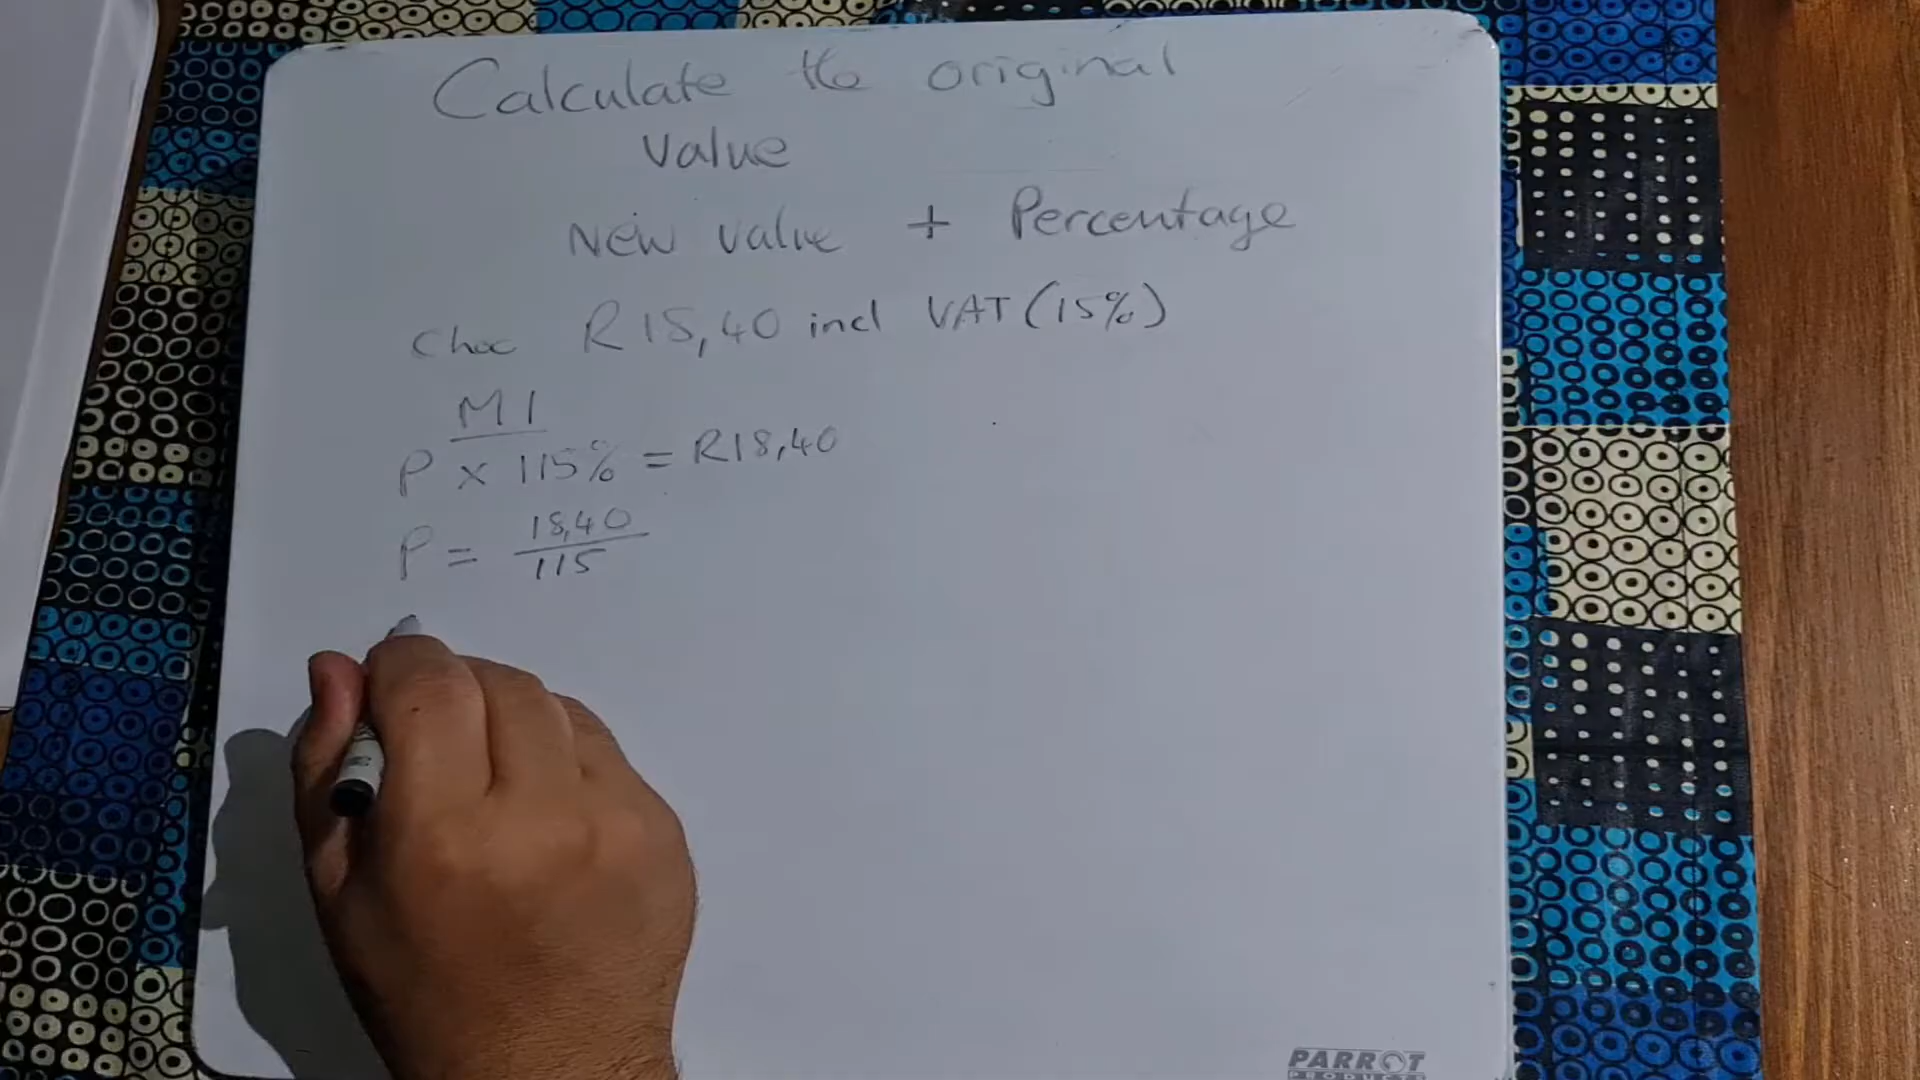 Calculate the original
value
New value + Percentage
Choc R18,40 incl VAT (15%)
M1
P × 115% = R18,40
P = 18,40
115
PARROT
PRODUCTS